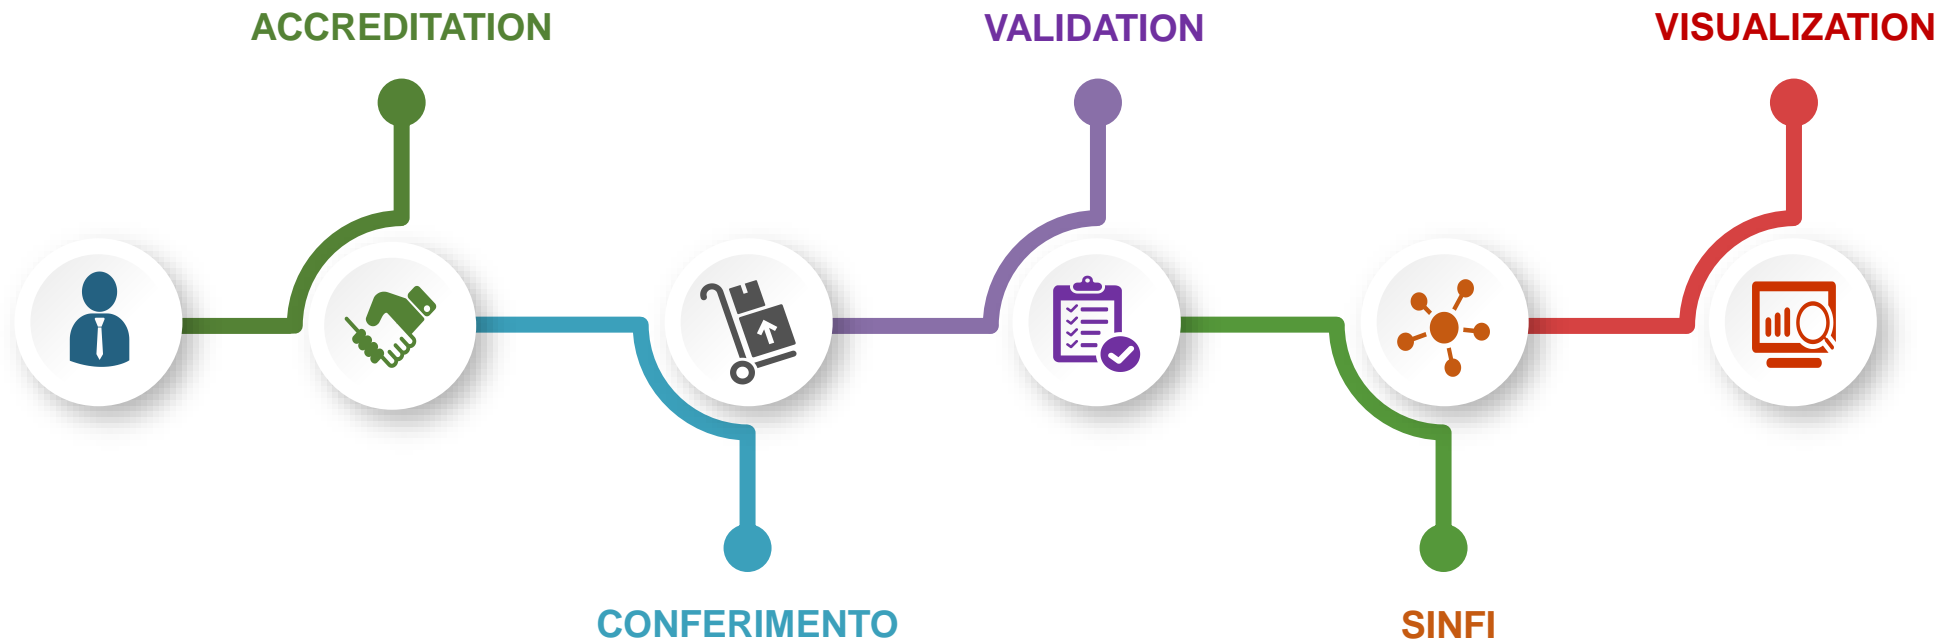 ACCREDITATION
VALIDATION
VISUALIZATION
CONFERIMENTO
SINFI